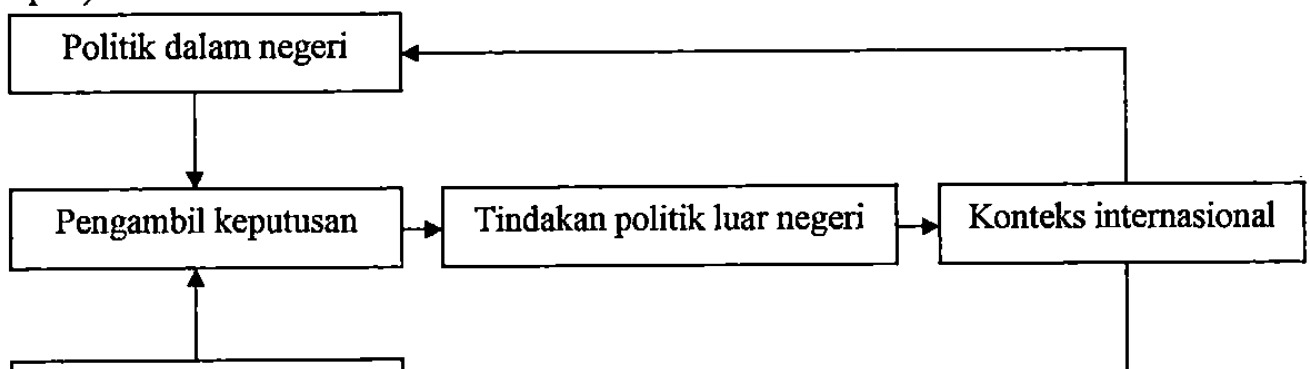 Politik dalam negeri
Pengambil keputusan
Tindakan politik luar negeri
Konteks internasional